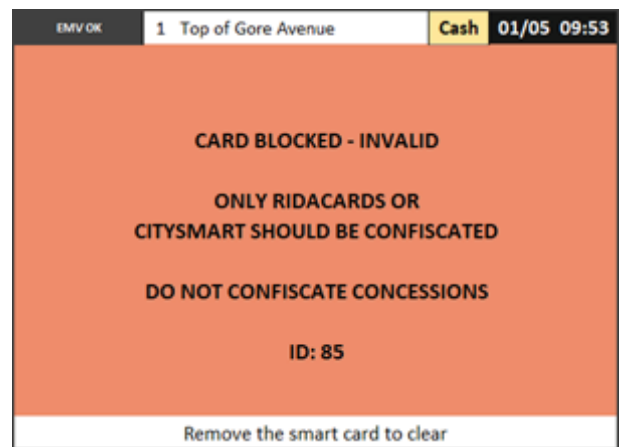 EMV OK 1 Top of Gore Avenue Cash 01/05 09:53
CARD BLOCKED - INVALID
ONLY RIDACARDS OR
CITYSMART SHOULD BE CONFISCATED
DO NOT CONFISCATE CONCESSIONS
ID: 85
Remove the smart card to clear